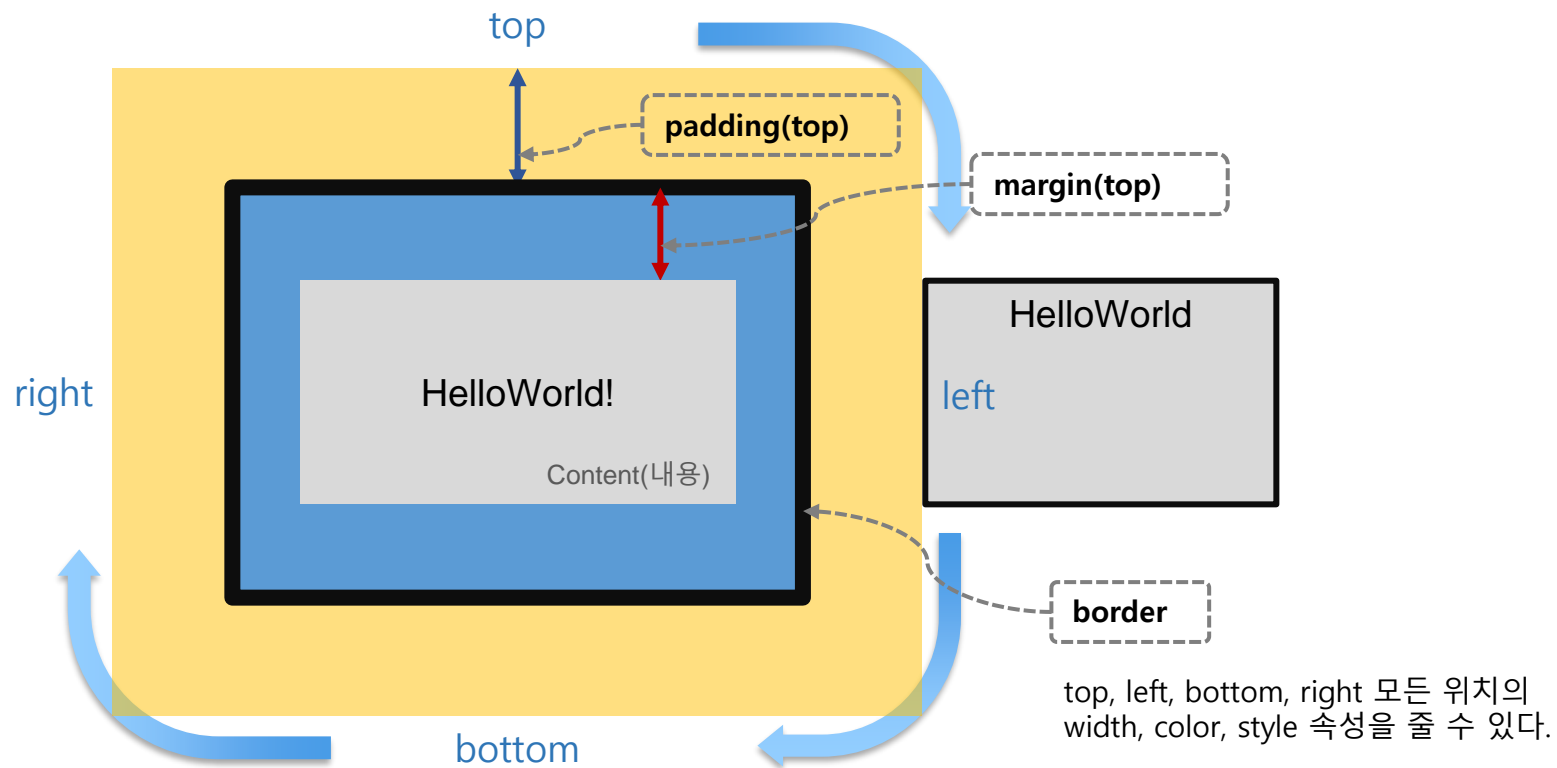 top
padding(top)
margin(top)
HelloWorld
right
HelloWorld!
left
Content(내용)
border
top, left, bottom, right 모든 위치의
width, color, style 속성을 줄 수 있다.
bottom